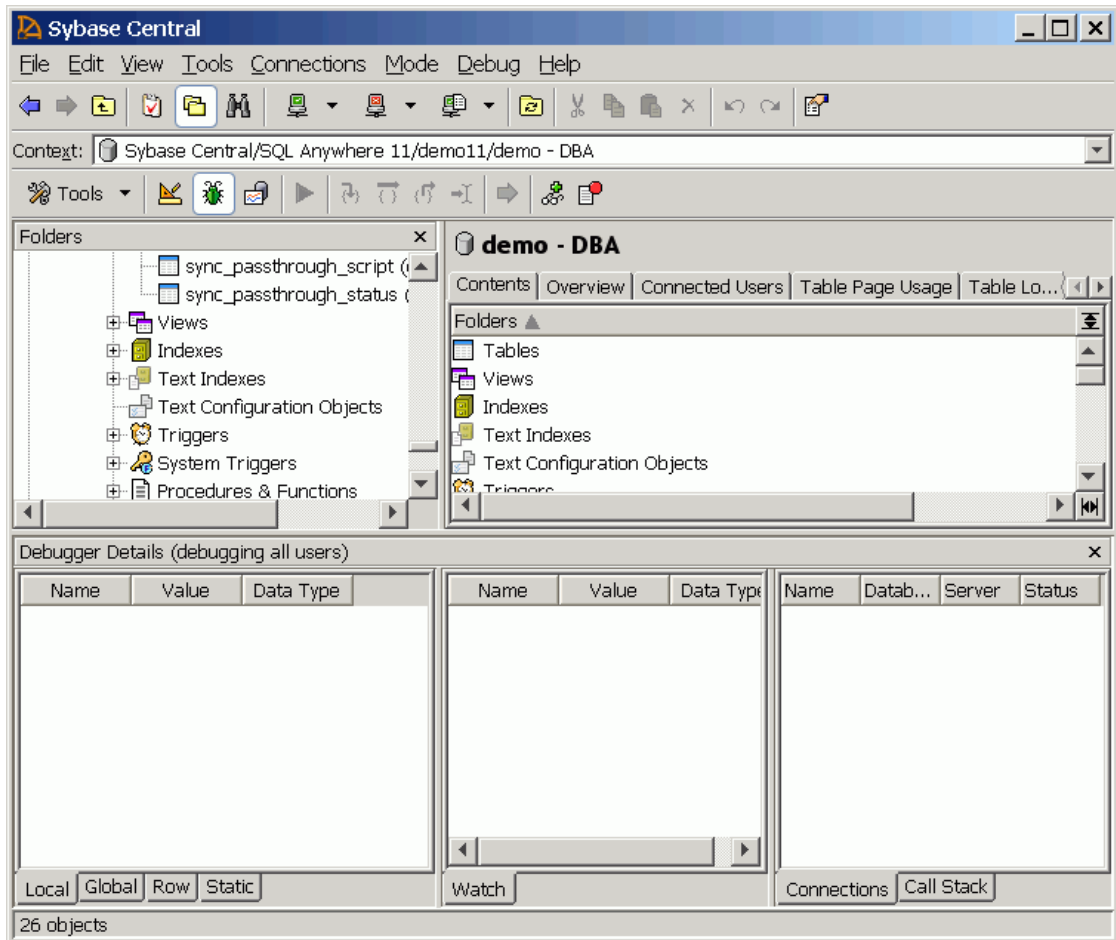 Sybase Central
File Edit View Tools Connections Mode Debug Help
Context: Sybase Central/SQL Anywhere 11/demo11/demo - DBA
Tools
Folders
sync_passthrough_script (
sync_passthrough_status (
Views
Indexes
Text Indexes
Text Configuration Objects
Triggers
System Triggers
Procedures & Functions
demo - DBA
Contents Overview Connected Users Table Page Usage Table Lo...
Folders
Tables
Views
Indexes
Text Indexes
Text Configuration Objects
Triggers
Debugger Details (debugging all users)
Name Value Data Type
Name Value Data Type
Name Datab... Server Status
Local Global Row Static
Watch
Connections Call Stack
26 objects